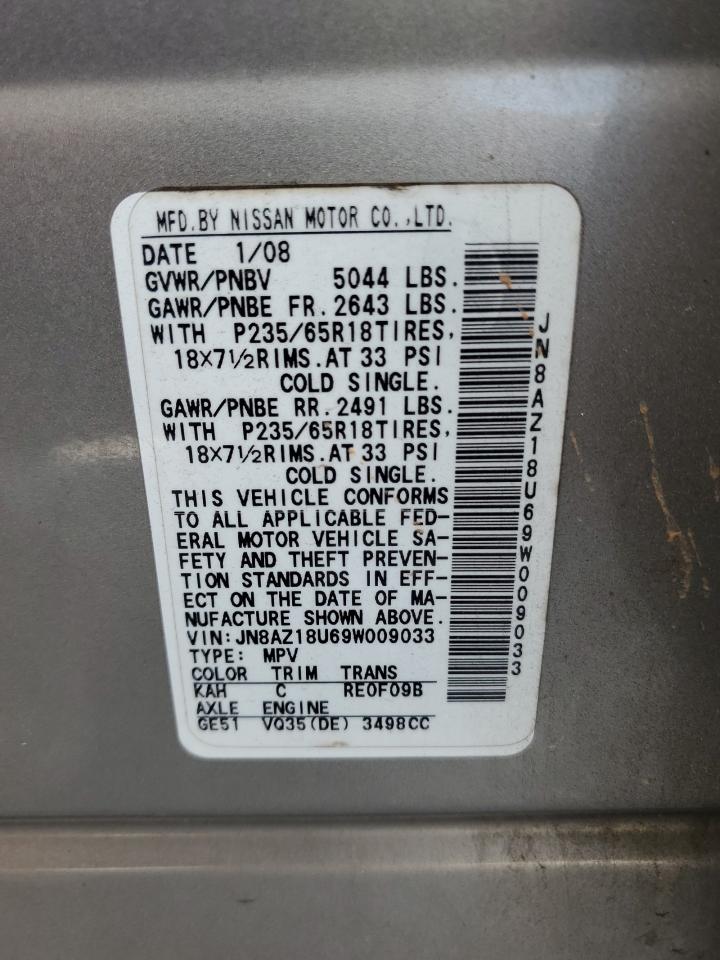 MFD.BY NISSAN MOTOR CO.,LTD.
DATE 1/08
GVWR/PNBV 5044 LBS.
GAWR/PNBE FR.2643 LBS.
WITH P235/65R18TIRES,
18X7½RIMS.AT 33 PSI
COLD SINGLE.
GAWR/PNBE RR.2491 LBS.
WITH P235/65R18TIRES,
18X7½RIMS.AT 33 PSI
COLD SINGLE.
THIS VEHICLE CONFORMS
TO ALL APPLICABLE FED-
ERAL MOTOR VEHICLE SA-
FETY AND THEFT PREVEN-
TION STANDARDS IN EFF-
ECT ON THE DATE OF MA-
NUFACTURE SHOWN ABOVE.
VIN:JN8AZ18U69W009033
TYPE: MPV
COLOR TRIM TRANS
KAH C RE0F09B
AXLE ENGINE
GE51 VQ35(DE) 3498CC
JN8AZ18U69W009033